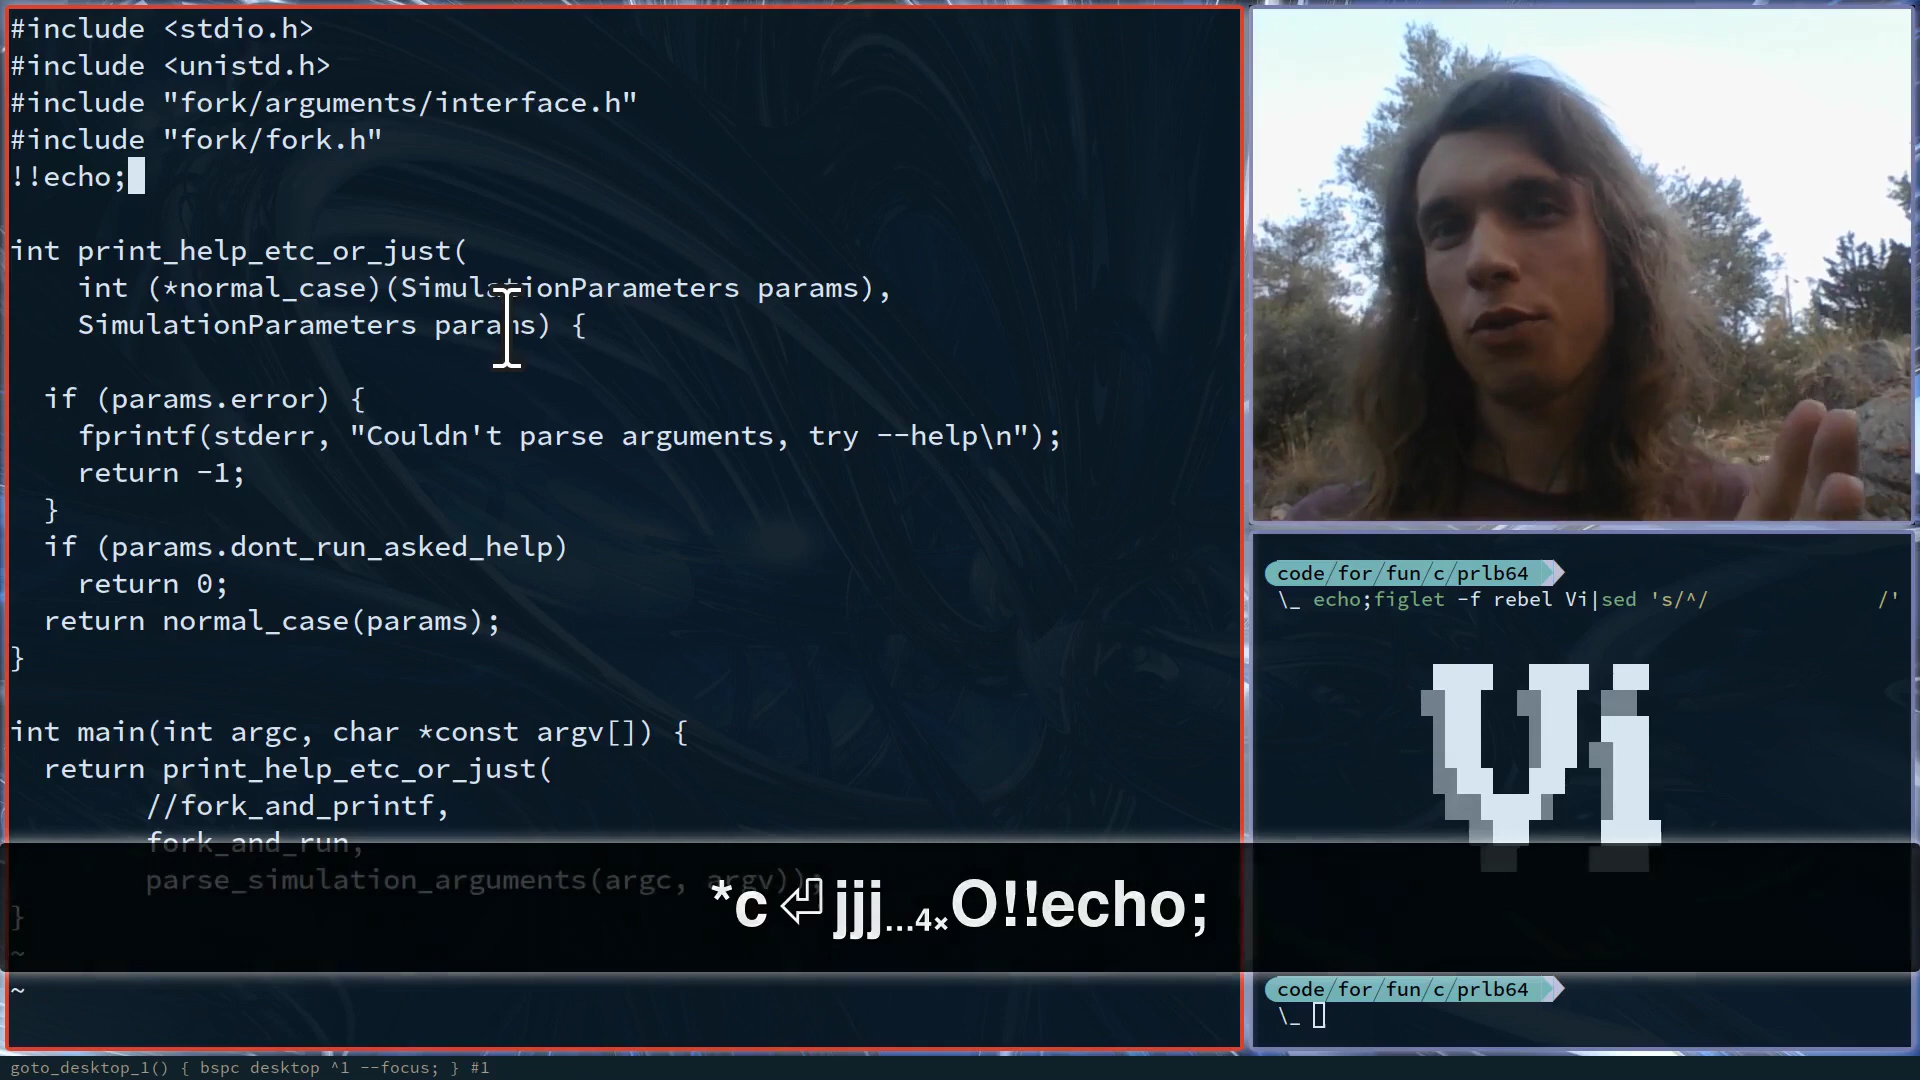 #include <stdio.h>
#include <unistd.h>
#include "fork/arguments/interface.h"
#include "fork/fork.h"
!!echo;

int print_help_etc_or_just(
    int (*normal_case)(SimulationParameters params),
    SimulationParameters params) {

  if (params.error) {
    fprintf(stderr, "Couldn't parse arguments, try --help\n");
    return -1;
  }
  if (params.dont_run_asked_help)
    return 0;
  return normal_case(params);
}

int main(int argc, char *const argv[]) {
  return print_help_etc_or_just(
        //fork_and_printf,
        fork_and_run,
        parse_simulation_arguments(argc, argv));
}
~
~
*c⏎jjj...4×O!!echo;
code/for/fun/c/prlb64
\_ echo;figlet -f rebel Vi|sed 's/^/              /'
Vi
code/for/fun/c/prlb64
\_
goto_desktop_1() { bspc desktop ^1 --focus; } #1